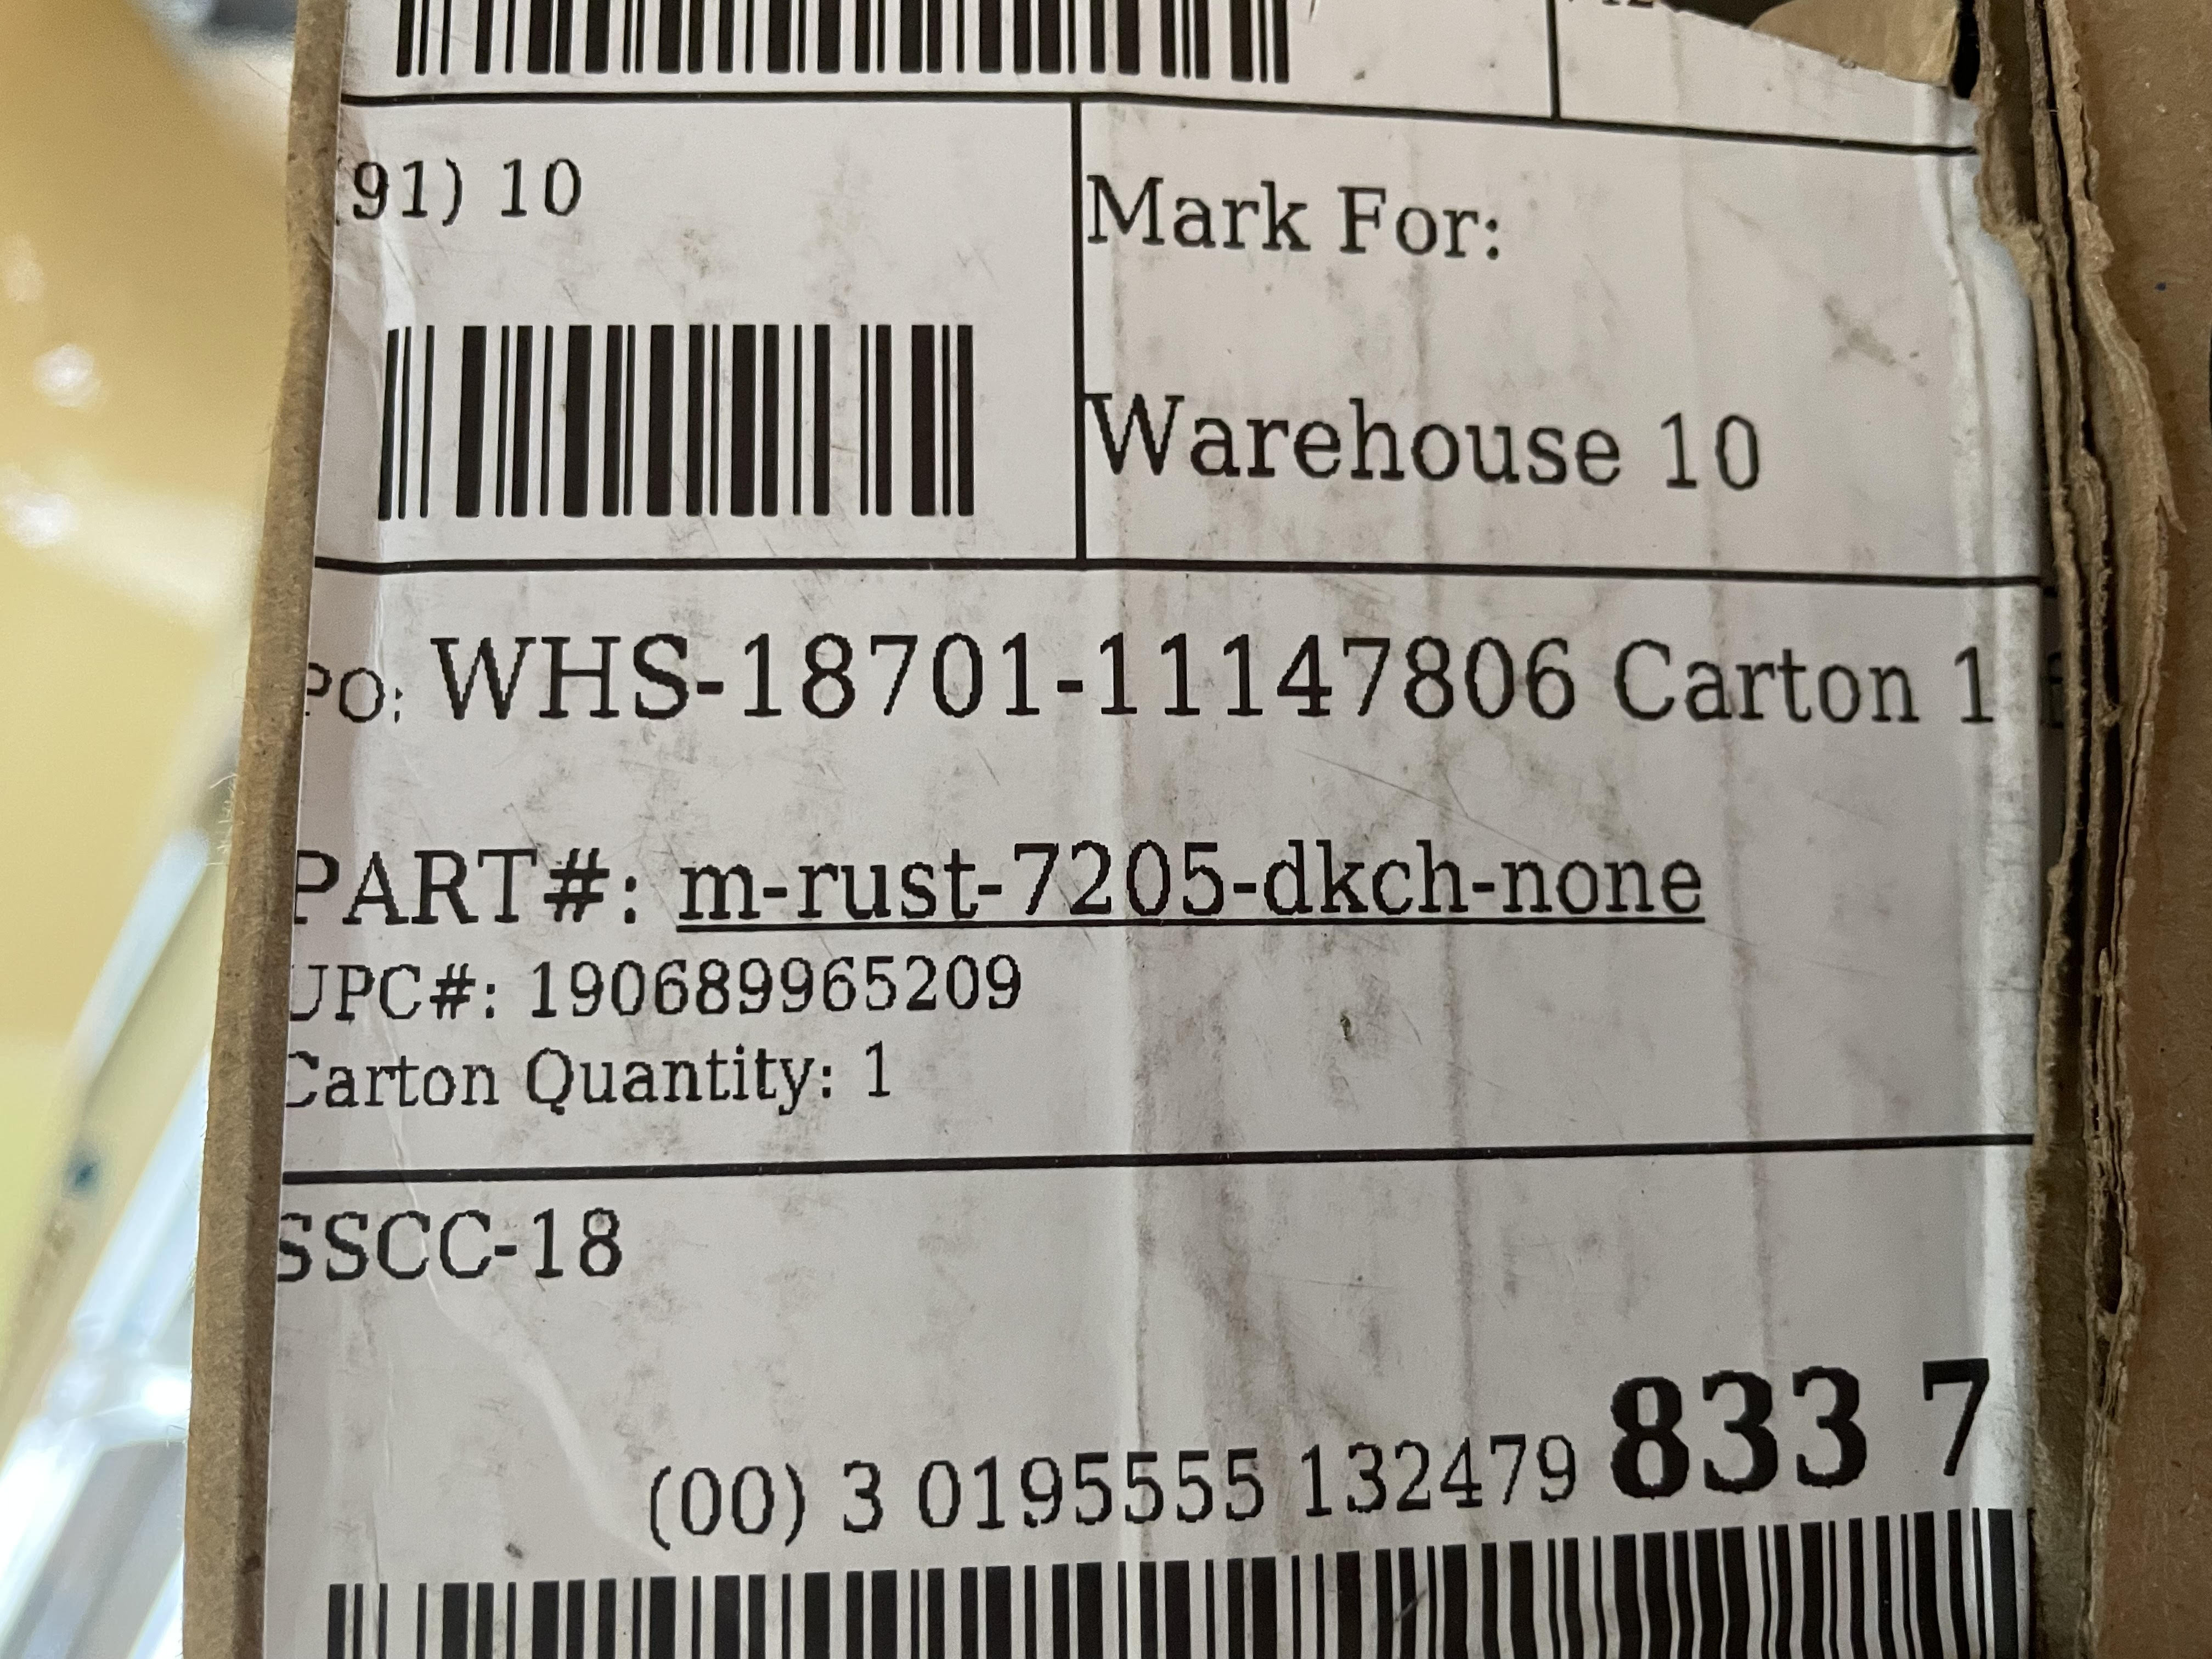 (91) 10
Mark For:
Warehouse 10
PO: WHS-18701-11147806 Carton 1
PART#: m-rust-7205-dkch-none
UPC#: 190689965209
Carton Quantity: 1
SSCC-18
(00) 3 0195555 132479 833 7